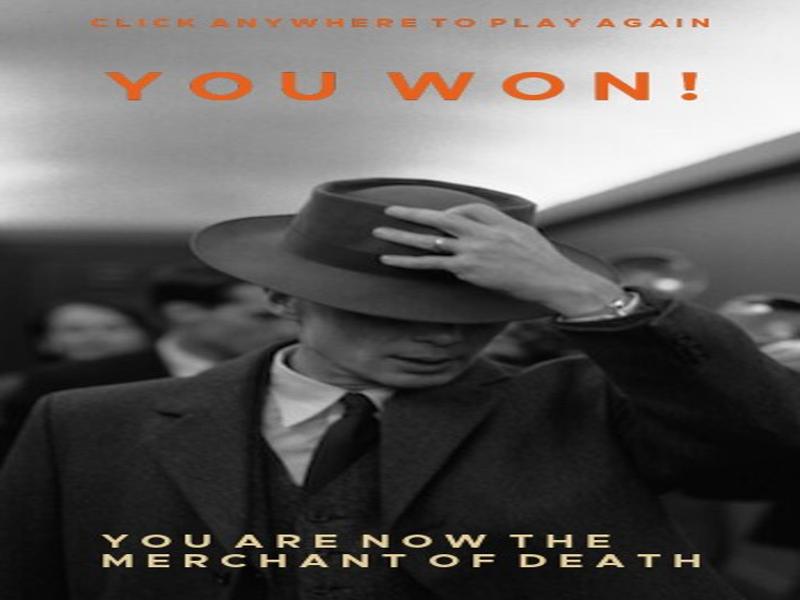 CLICK ANYWHERE TO PLAY AGAIN
YOU WON!
YOU ARE NOW THE
MERCHANT OF DEATH